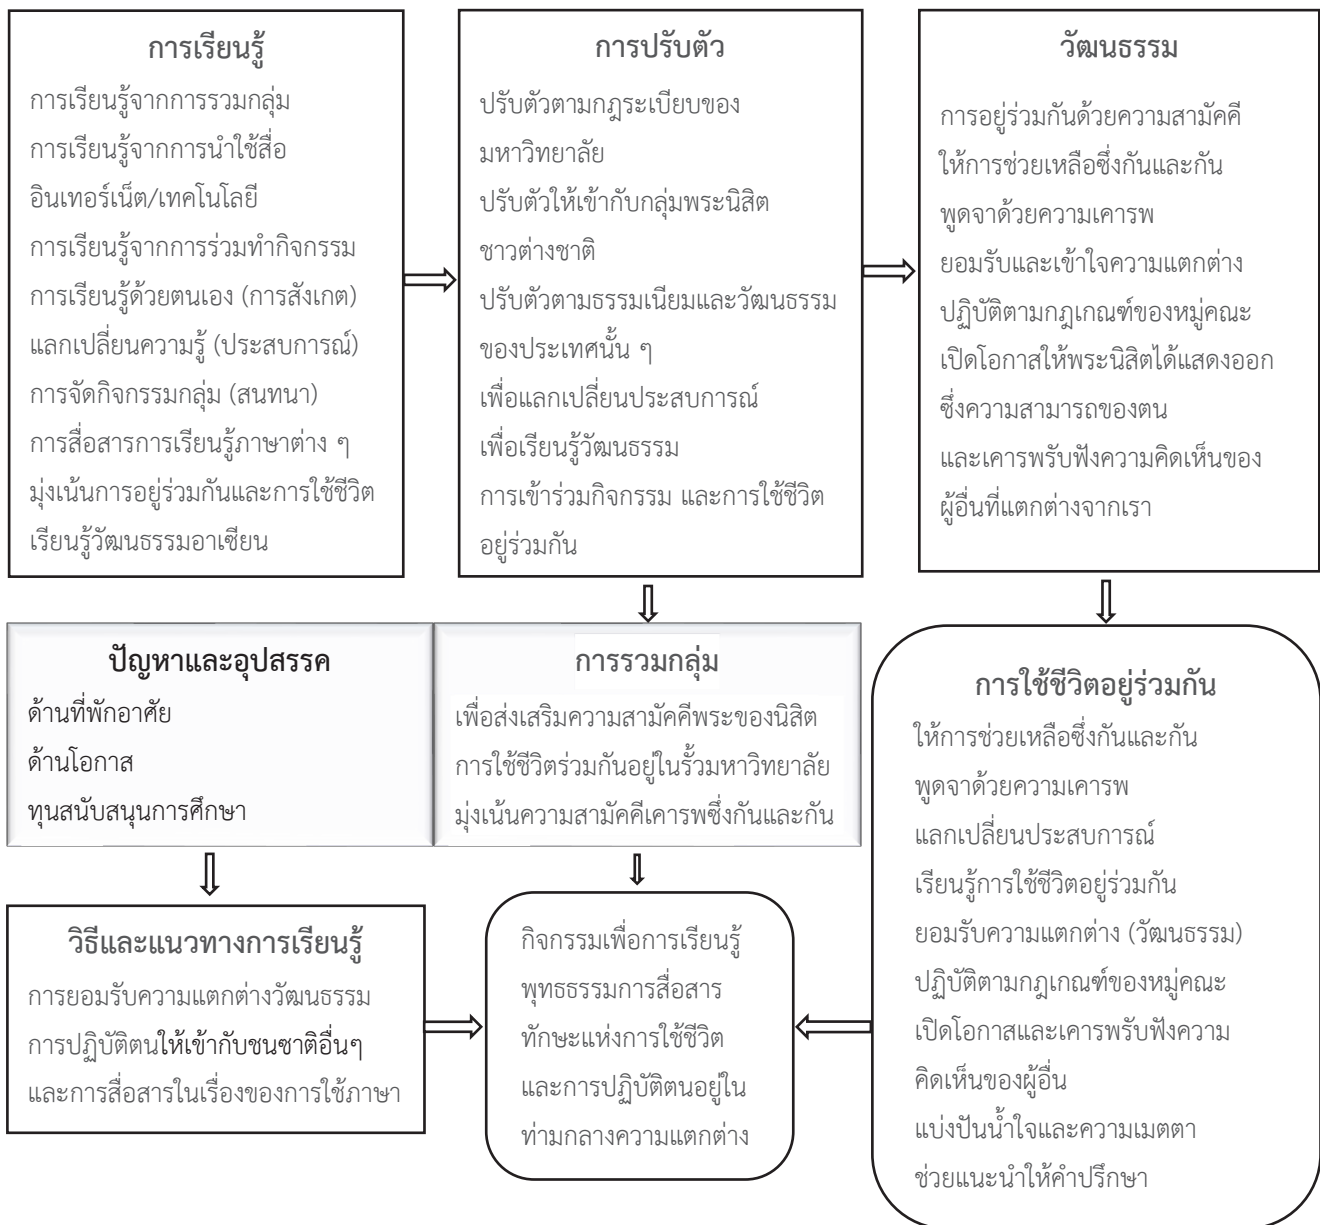 การเรียนรู้
การเรียนรู้จากการรวมกลุ่ม
การเรียนรู้จากการนำใช้สื่อ
อินเทอร์เน็ต/เทคโนโลยี
การเรียนรู้จากการร่วมทำกิจกรรม
การเรียนรู้ด้วยตนเอง (การสังเกต)
แลกเปลี่ยนความรู้ (ประสบการณ์)
การจัดกิจกรรมกลุ่ม (สนทนา)
การสื่อสารการเรียนรู้ภาษาต่าง ๆ
มุ่งเน้นการอยู่ร่วมกันและการใช้ชีวิต
เรียนรู้วัฒนธรรมอาเซียน
การปรับตัว
ปรับตัวตามกฎระเบียบของ
มหาวิทยาลัย
ปรับตัวให้เข้ากับกลุ่มพระนิสิต
ชาวต่างชาติ
ปรับตัวตามธรรมเนียมและวัฒนธรรม
ของประเทศนั้น ๆ
เพื่อแลกเปลี่ยนประสบการณ์
เพื่อเรียนรู้วัฒนธรรม
การเข้าร่วมกิจกรรม และการใช้ชีวิต
อยู่ร่วมกัน
วัฒนธรรม
การอยู่ร่วมกันด้วยความสามัคคี
ให้การช่วยเหลือซึ่งกันและกัน
พูดจาด้วยความเคารพ
ยอมรับและเข้าใจความแตกต่าง
ปฏิบัติตามกฎเกณฑ์ของหมู่คณะ
เปิดโอกาสให้พระนิสิตได้แสดงออก
ซึ่งความสามารถของตน
และเคารพรับฟังความคิดเห็นของ
ผู้อื่นที่แตกต่างจากเรา
ปัญหาและอุปสรรค
ด้านที่พักอาศัย
ด้านโอกาส
ทุนสนับสนุนการศึกษา
การรวมกลุ่ม
เพื่อส่งเสริมความสามัคคีพระของนิสิต
การใช้ชีวิตร่วมกันอยู่ในรั้วมหาวิทยาลัย
มุ่งเน้นความสามัคคีเคารพซึ่งกันและกัน
การใช้ชีวิตอยู่ร่วมกัน
ให้การช่วยเหลือซึ่งกันและกัน
พูดจาด้วยความเคารพ
แลกเปลี่ยนประสบการณ์
เรียนรู้การใช้ชีวิตอยู่ร่วมกัน
ยอมรับความแตกต่าง (วัฒนธรรม)
ปฏิบัติตามกฎเกณฑ์ของหมู่คณะ
เปิดโอกาสและเคารพรับฟังความ
คิดเห็นของผู้อื่น
แบ่งปันน้ำใจและความเมตตา
ช่วยแนะนำให้คำปรึกษา
วิธีและแนวทางการเรียนรู้
การยอมรับความแตกต่างวัฒนธรรม
การปฏิบัติตนให้เข้ากับชนชาติอื่นๆ
และการสื่อสารในเรื่องของการใช้ภาษา
กิจกรรมเพื่อการเรียนรู้
พุทธธรรมการสื่อสาร
ทักษะแห่งการใช้ชีวิต
และการปฏิบัติตนอยู่ใน
ท่ามกลางความแตกต่าง